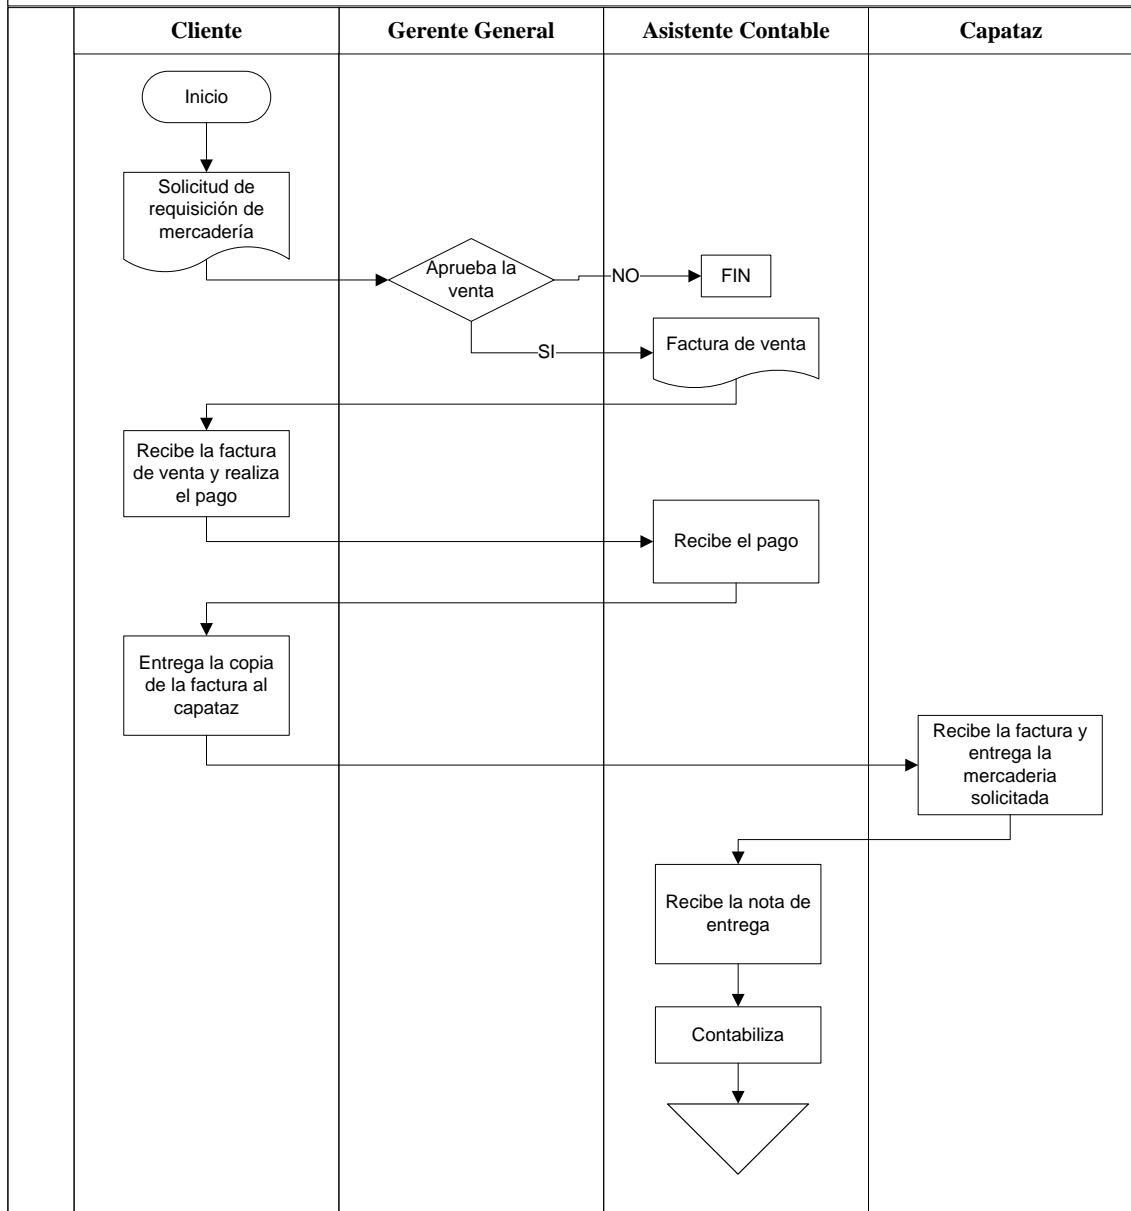 Cliente
Gerente General
Asistente Contable
Capataz
Inicio
Solicitud de
requisición de
mercadería
Aprueba la
venta
NO
FIN
SI
Factura de venta
Recibe la factura
de venta y realiza
el pago
Recibe el pago
Entrega la copia
de la factura al
capataz
Recibe la factura y
entrega la
mercaderia
solicitada
Recibe la nota de
entrega
Contabiliza